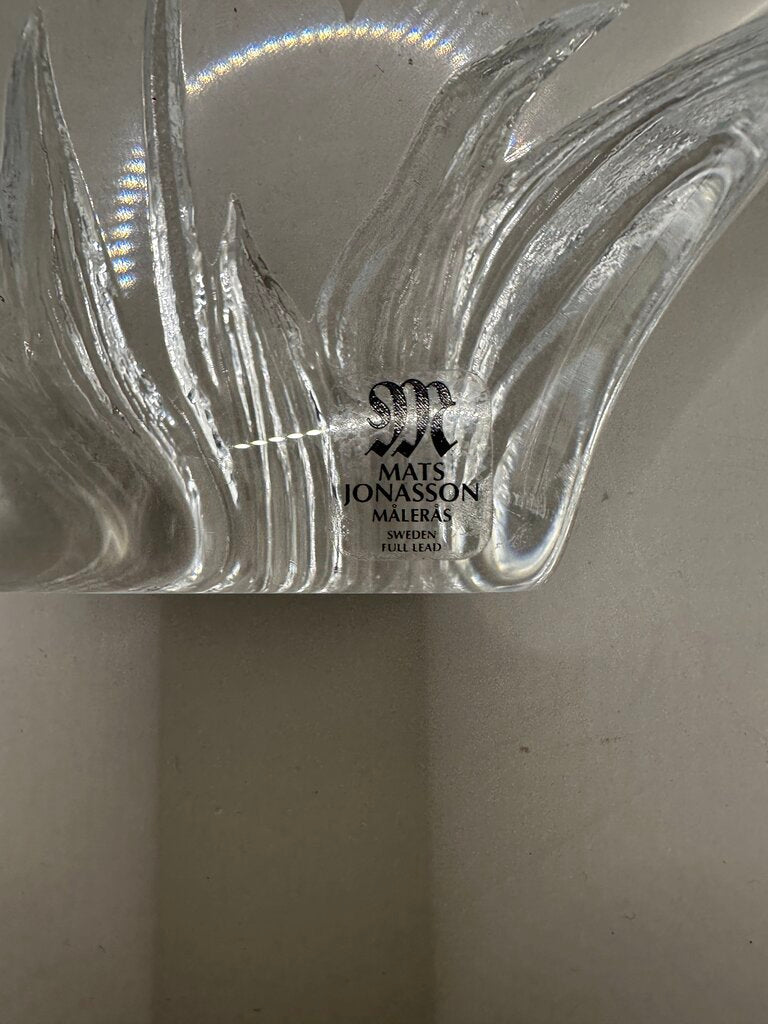 M
MATS
JONASSON
MÅLERÅS
SWEDEN
FULL LEAD